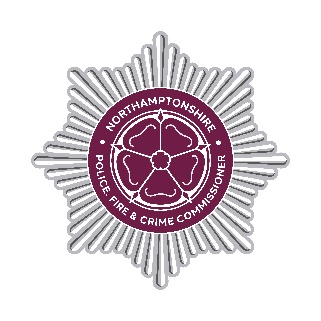 NORTHAMPTONSHIRE
POLICE, FIRE & CRIME COMMISSIONER